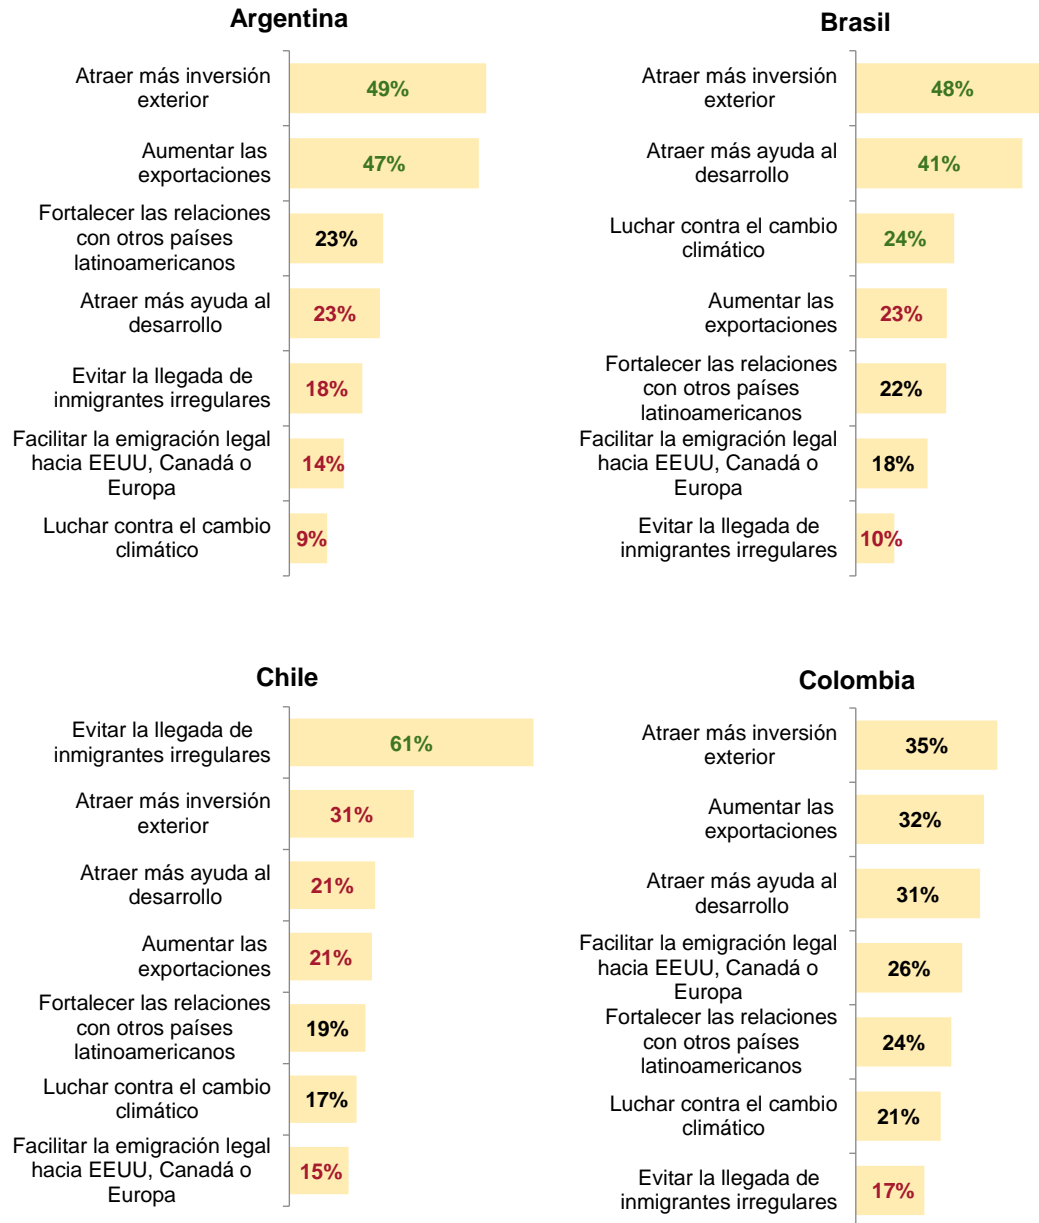 Argentina
Atraer más inversión
exterior
49%
Aumentar las
exportaciones
47%
Fortalecer las relaciones
con otros países
latinoamericanos
23%
Atraer más ayuda al
desarrollo
23%
Evitar la llegada de
inmigrantes irregulares
18%
Facilitar la emigración legal
hacia EEUU, Canadá o
Europa
14%
Luchar contra el cambio
climático
9%
Brasil
Atraer más inversión
exterior
48%
Atraer más ayuda al
desarrollo
41%
Luchar contra el cambio
climático
24%
Aumentar las
exportaciones
23%
Fortalecer las relaciones
con otros países
latinoamericanos
22%
Facilitar la emigración legal
hacia EEUU, Canadá o
Europa
18%
Evitar la llegada de
inmigrantes irregulares
10%
Chile
Evitar la llegada de
inmigrantes irregulares
61%
Atraer más inversión
exterior
31%
Atraer más ayuda al
desarrollo
21%
Aumentar las
exportaciones
21%
Fortalecer las relaciones
con otros países
latinoamericanos
19%
Luchar contra el cambio
climático
17%
Facilitar la emigración legal
hacia EEUU, Canadá o
Europa
15%
Colombia
Atraer más inversión
exterior
35%
Aumentar las
exportaciones
32%
Atraer más ayuda al
desarrollo
31%
Facilitar la emigración legal
hacia EEUU, Canadá o
Europa
26%
Fortalecer las relaciones
con otros países
latinoamericanos
24%
Luchar contra el cambio
climático
21%
Evitar la llegada de
inmigrantes irregulares
17%